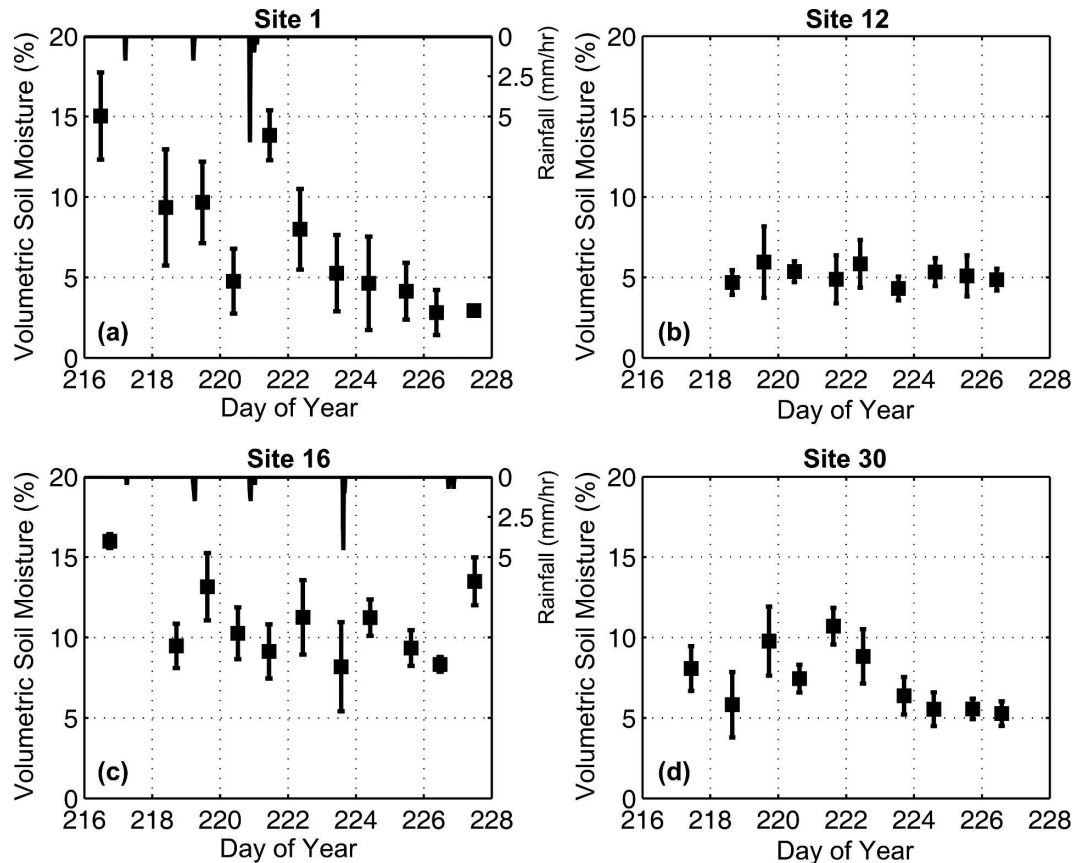 Site 1
Volumetric Soil Moisture (%)
20
15
10
5
0
0
2.5
5
Rainfall (mm/hr)
(a)
216 218 220 222 224 226 228
Day of Year
Site 12
Volumetric Soil Moisture (%)
20
15
10
5
0
(b)
216 218 220 222 224 226 228
Day of Year
Site 16
Volumetric Soil Moisture (%)
20
15
10
5
0
0
2.5
5
Rainfall (mm/hr)
(c)
216 218 220 222 224 226 228
Day of Year
Site 30
Volumetric Soil Moisture (%)
20
15
10
5
0
(d)
216 218 220 222 224 226 228
Day of Year